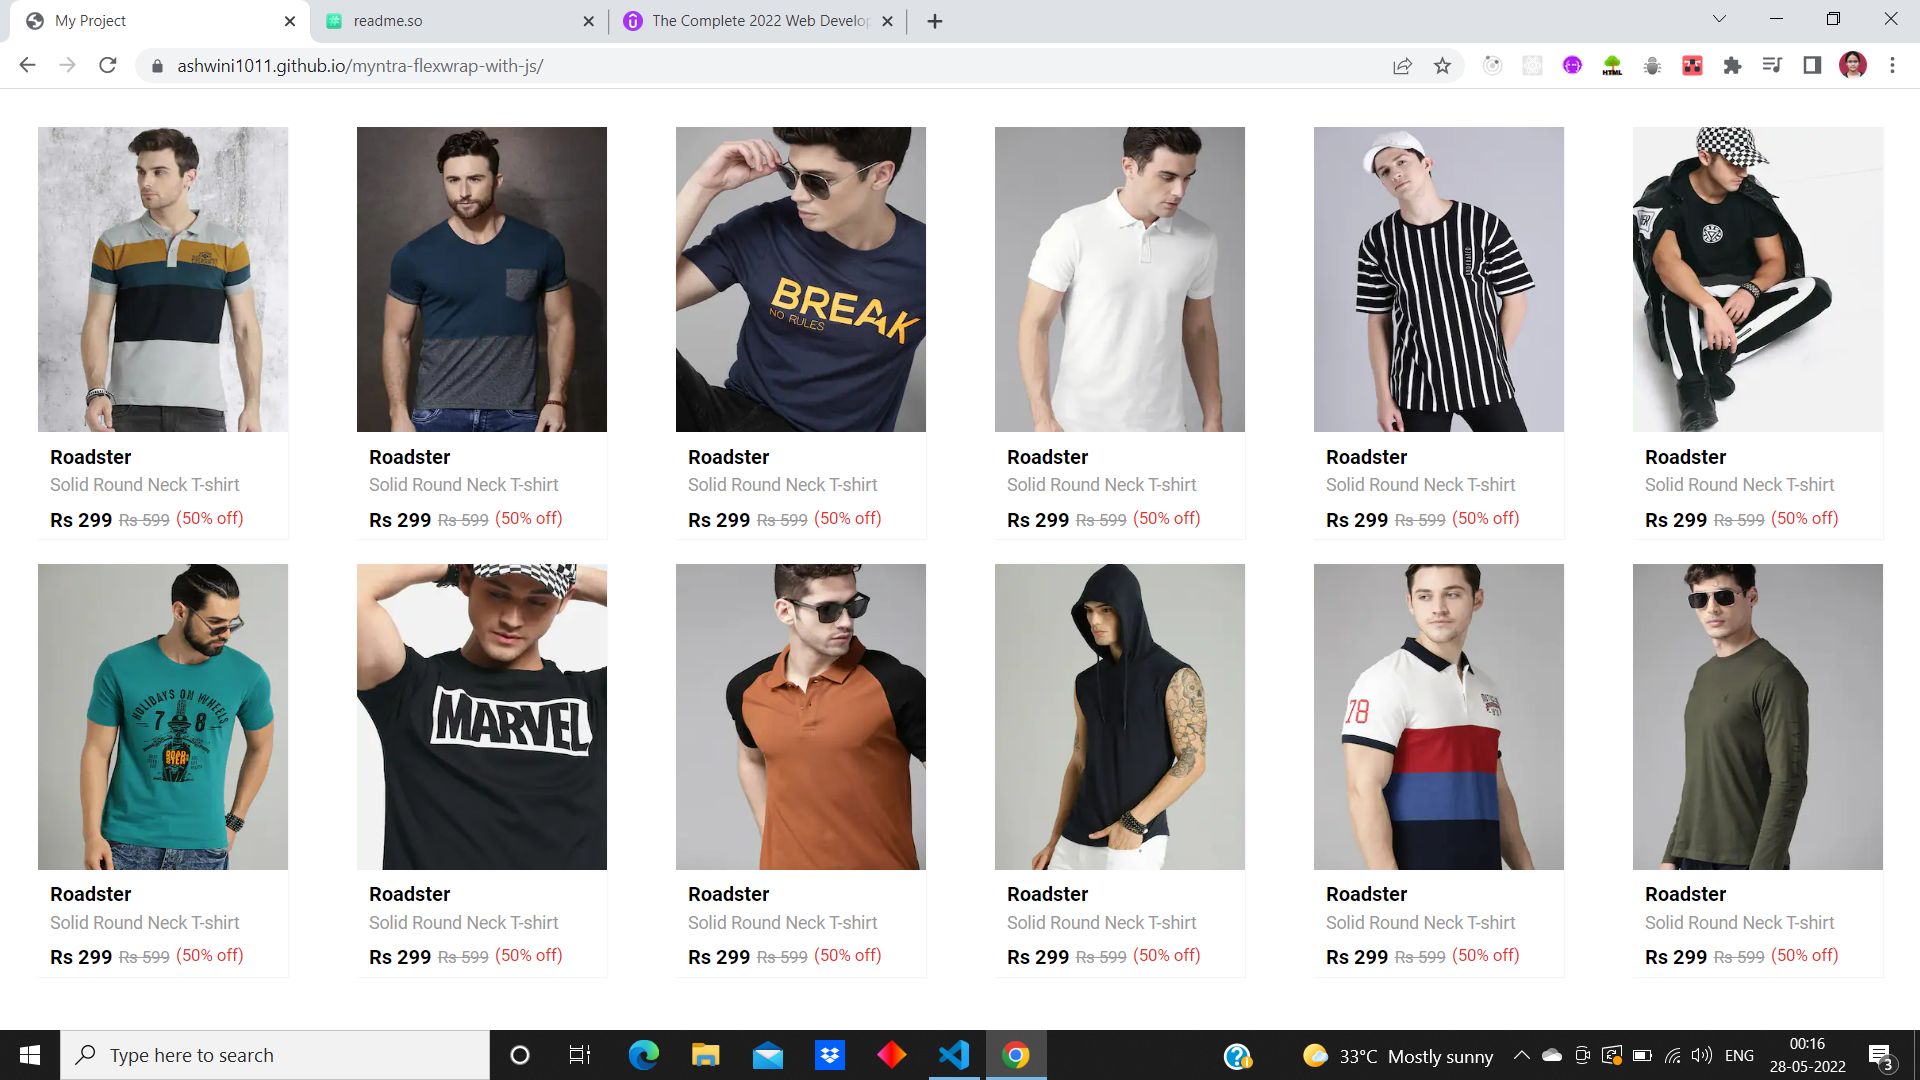 My Project
readme.so
The Complete 2022 Web Develop
ashwini1011.github.io/myntra-flexwrap-with-js/
HTML
BREAK
NO RULES
Roadster Roadster Roadster Roadster Roadster Roadster
Solid Round Neck T-shirt Solid Round Neck T-shirt Solid Round Neck T-shirt Solid Round Neck T-shirt Solid Round Neck T-shirt Solid Round Neck T-shirt
Rs 299 Rs 599 (50% off) Rs 299 Rs 599 (50% off) Rs 299 Rs 599 (50% off) Rs 299 Rs 599 (50% off) Rs 299 Rs 599 (50% off) Rs 299 Rs 599 (50% off)
HOLIDAYS ON WHEELS
7 8
ROAD
STER
MARVEL
78
Roadster Roadster Roadster Roadster Roadster Roadster
Solid Round Neck T-shirt Solid Round Neck T-shirt Solid Round Neck T-shirt Solid Round Neck T-shirt Solid Round Neck T-shirt Solid Round Neck T-shirt
Rs 299 Rs 599 (50% off) Rs 299 Rs 599 (50% off) Rs 299 Rs 599 (50% off) Rs 299 Rs 599 (50% off) Rs 299 Rs 599 (50% off) Rs 299 Rs 599 (50% off)
Type here to search
33°C Mostly sunny
ENG
00:16
28-05-2022
3